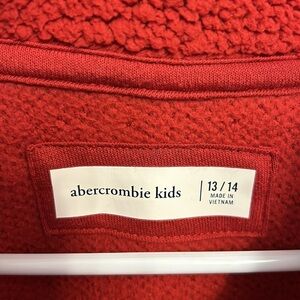 abercrombie kids
13 / 14
MADE IN
VIETNAM